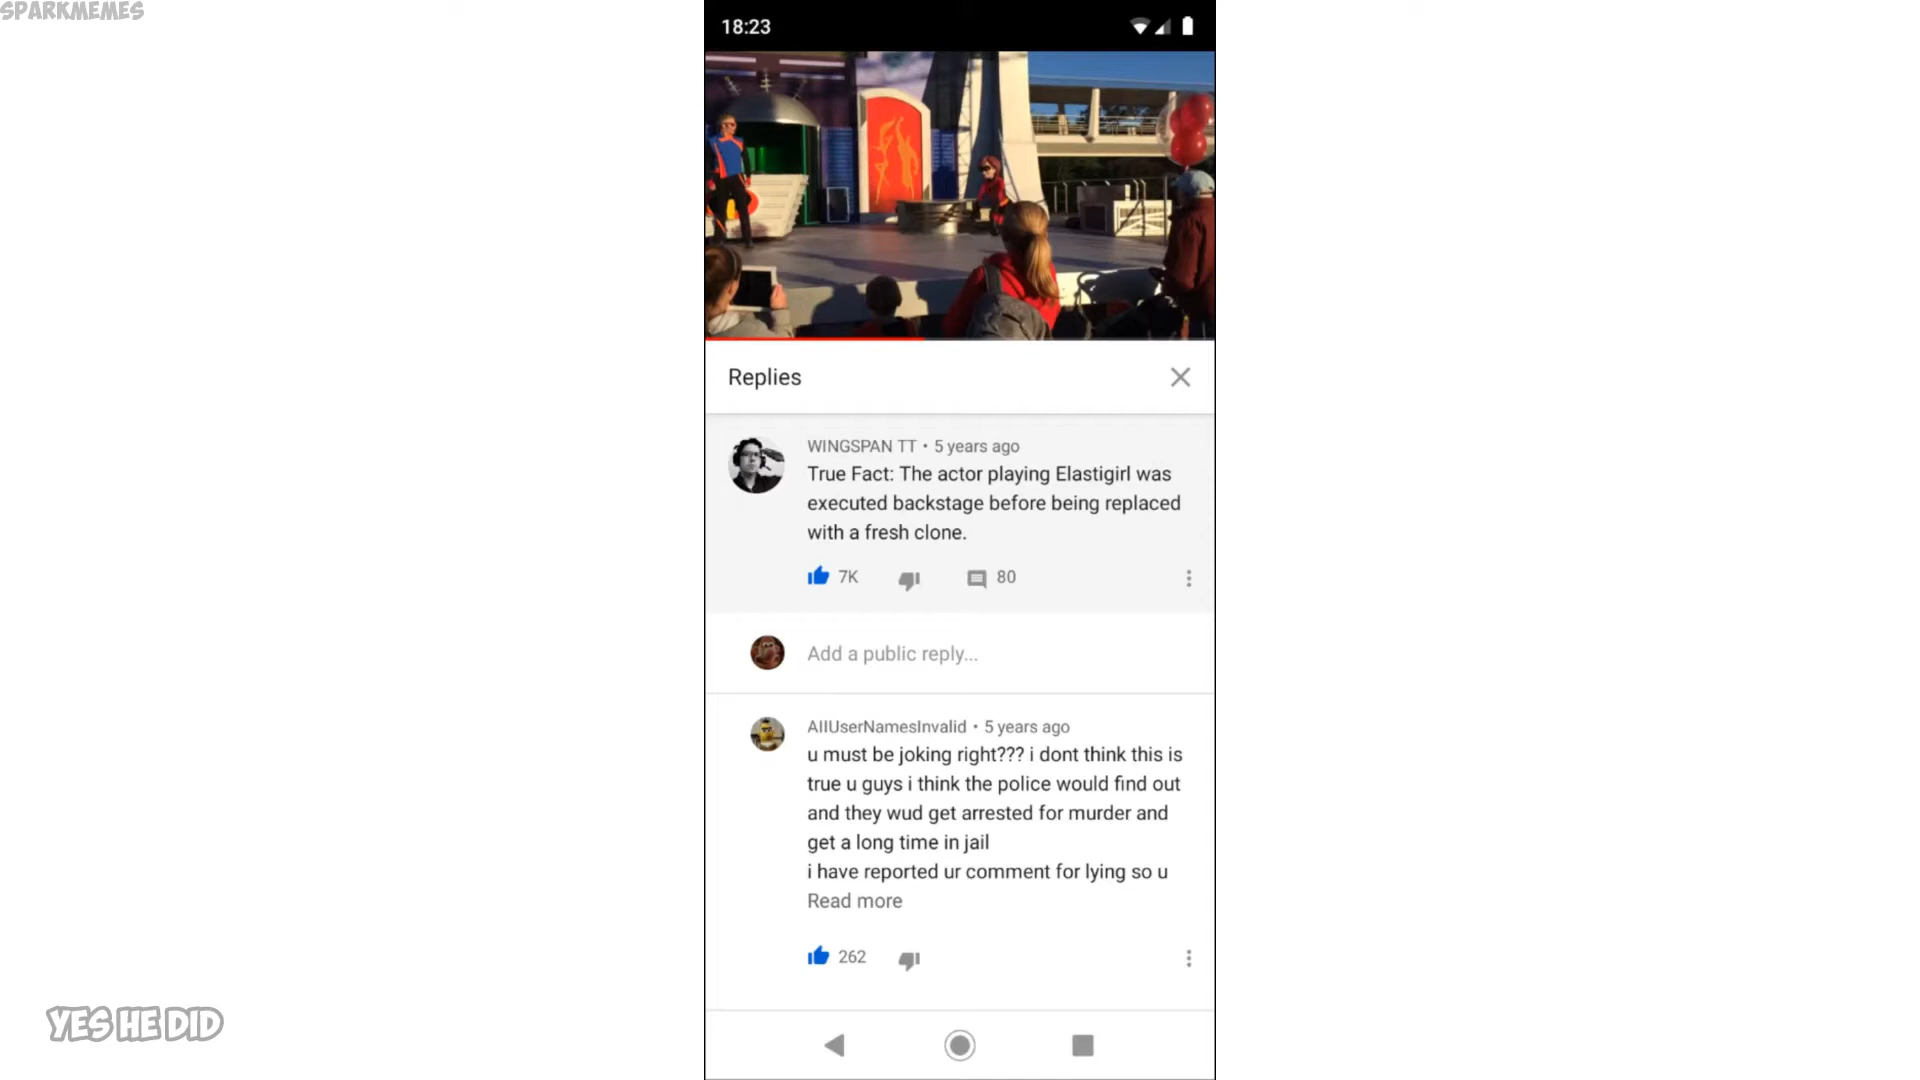 SPARKMEMES
18:23
Replies
WINGSPAN TT • 5 years ago
True Fact: The actor playing Elastigirl was
executed backstage before being replaced
with a fresh clone.
7K 80
Add a public reply...
AllUserNamesInvalid • 5 years ago
u must be joking right??? i dont think this is
true u guys i think the police would find out
and they wud get arrested for murder and
get a long time in jail
i have reported ur comment for lying so u
Read more
262
YES HE DID